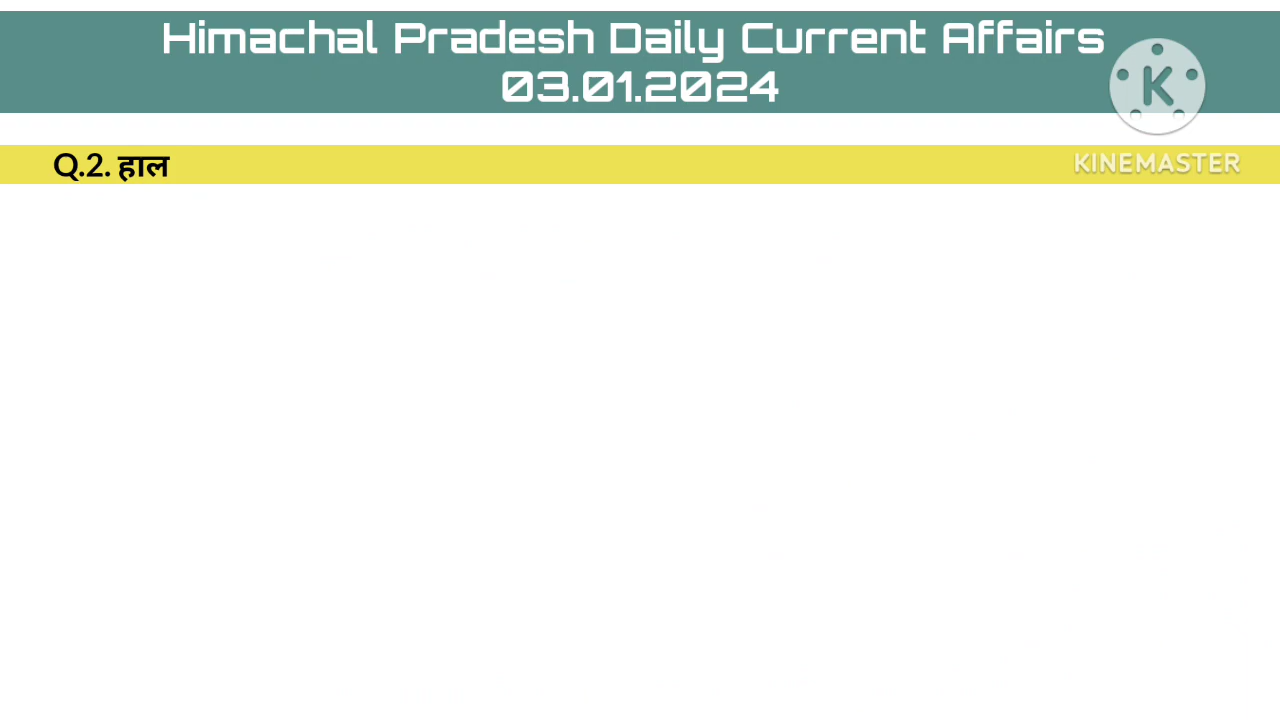 Himachal Pradesh Daily Current Affairs
03.01.2024
K
KINEMASTER
Q.2. हाल